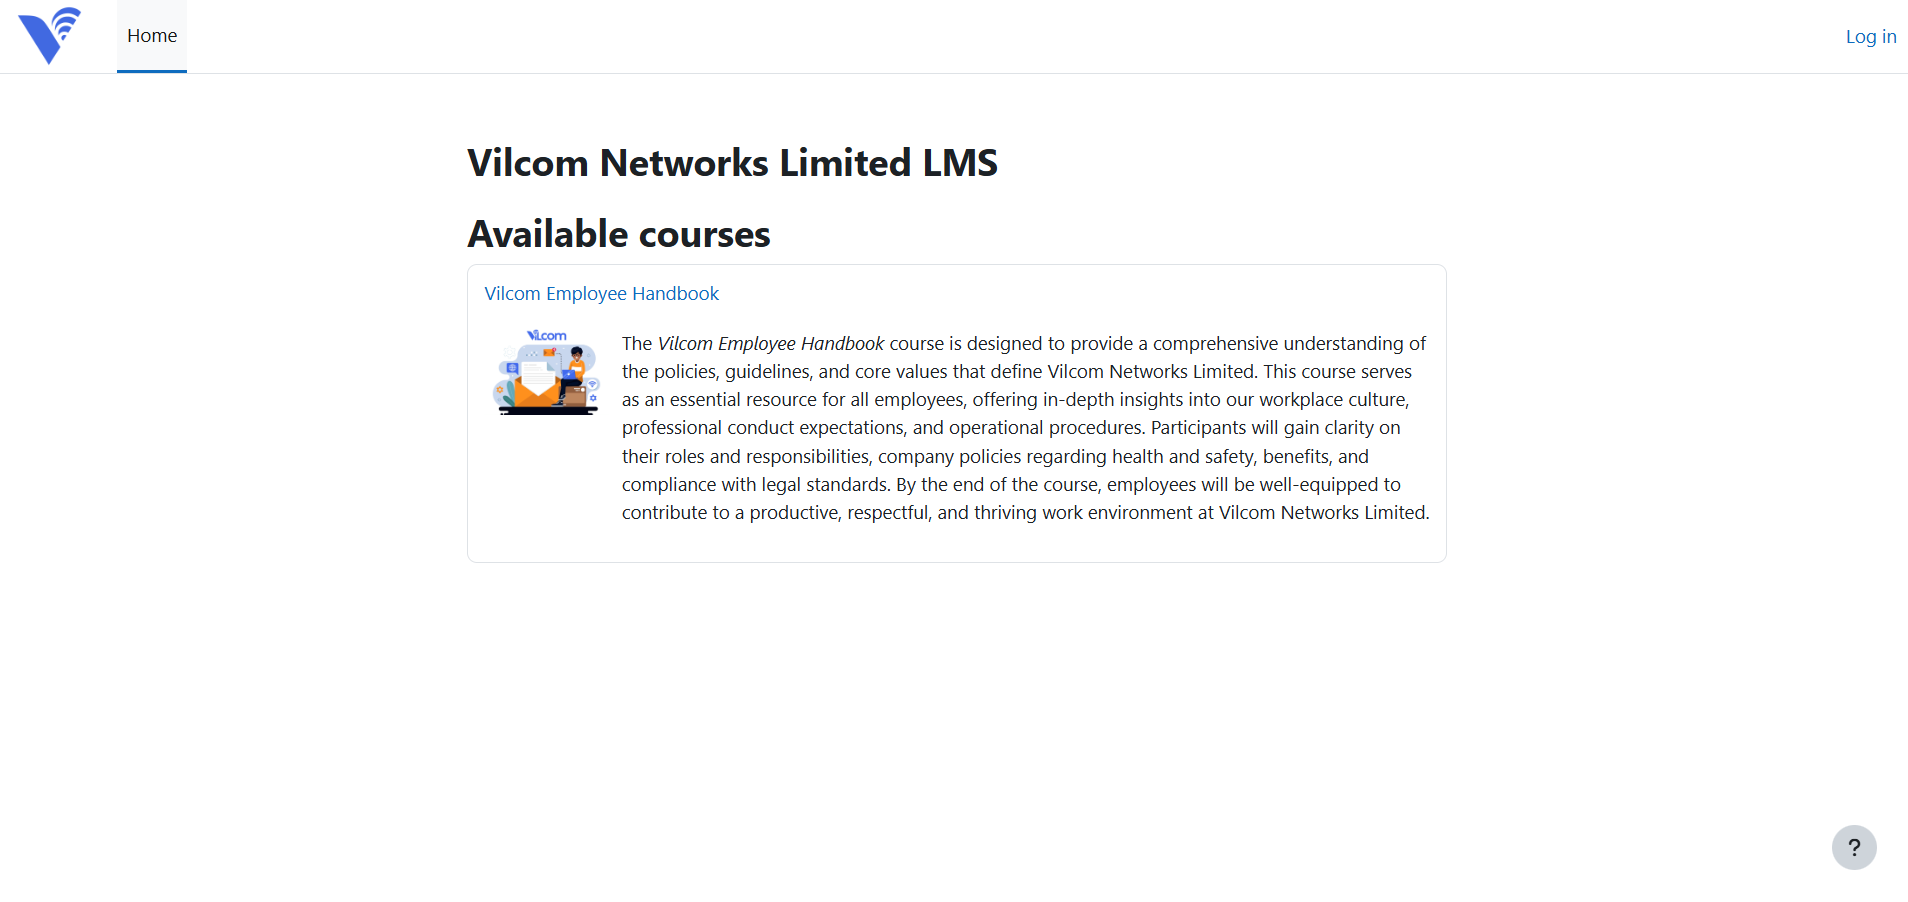 Home
Log in
Vilcom Networks Limited LMS
Available courses
Vilcom Employee Handbook
Vilcom
The Vilcom Employee Handbook course is designed to provide a comprehensive understanding of
the policies, guidelines, and core values that define Vilcom Networks Limited. This course serves
as an essential resource for all employees, offering in-depth insights into our workplace culture,
professional conduct expectations, and operational procedures. Participants will gain clarity on
their roles and responsibilities, company policies regarding health and safety, benefits, and
compliance with legal standards. By the end of the course, employees will be well-equipped to
contribute to a productive, respectful, and thriving work environment at Vilcom Networks Limited.
?